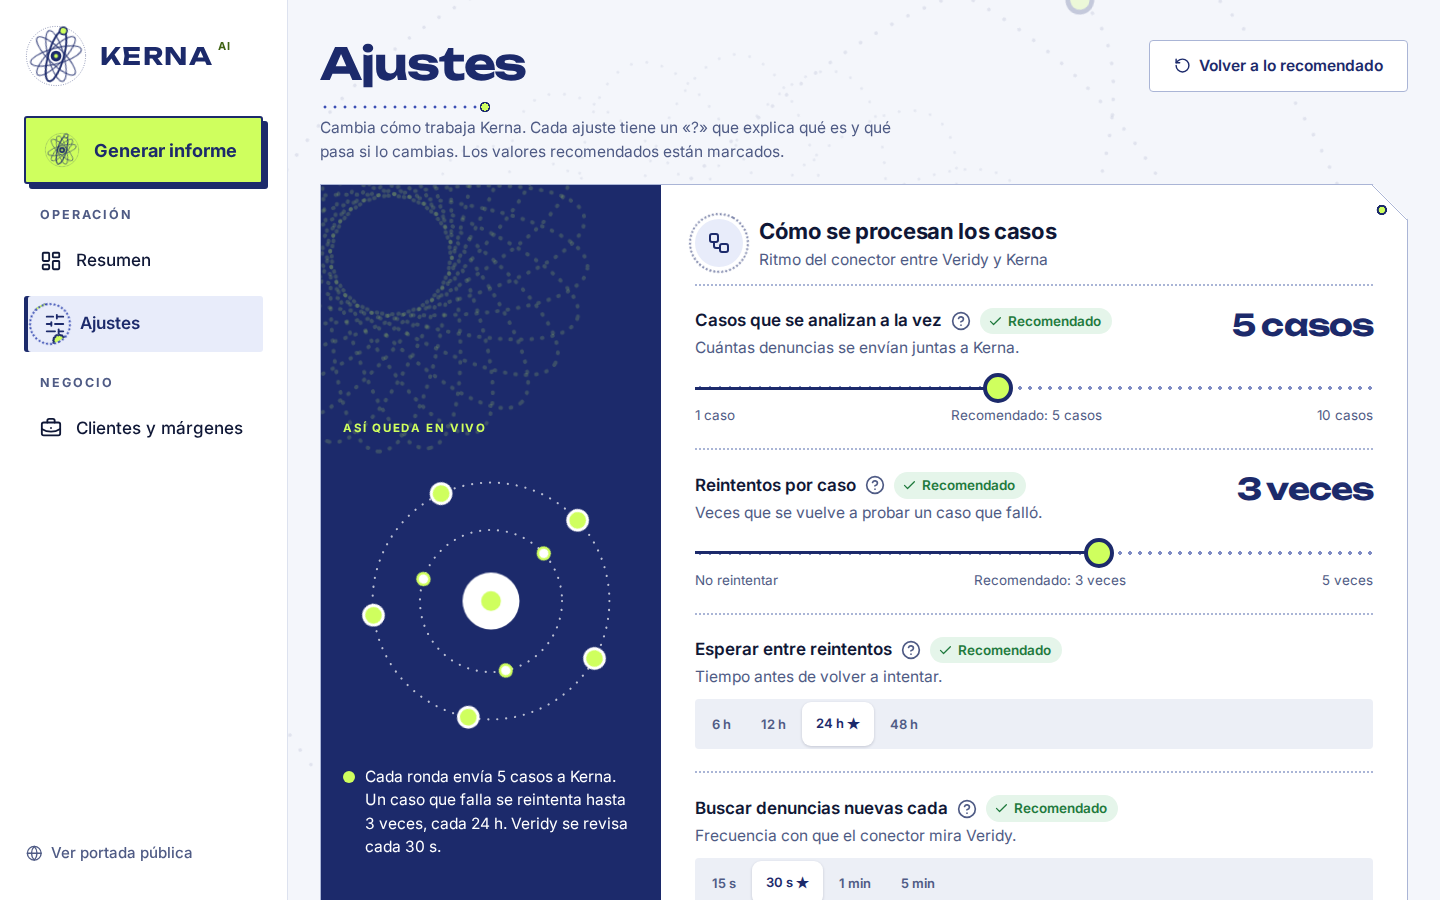 KERNA AI
Generar informe
OPERACIÓN
Resumen
Ajustes
NEGOCIO
Clientes y márgenes
Ver portada pública
Ajustes
Volver a lo recomendado
Cambia cómo trabaja Kerna. Cada ajuste tiene un «?» que explica qué es y qué
pasa si lo cambias. Los valores recomendados están marcados.
ASÍ QUEDA EN VIVO
Cada ronda envía 5 casos a Kerna.
Un caso que falla se reintenta hasta
3 veces, cada 24 h. Veridy se revisa
cada 30 s.
Cómo se procesan los casos
Ritmo del conector entre Veridy y Kerna
Casos que se analizan a la vez ? Recomendado 5 casos
Cuántas denuncias se envían juntas a Kerna.
1 caso Recomendado: 5 casos 10 casos
Reintentos por caso ? Recomendado 3 veces
Veces que se vuelve a probar un caso que falló.
No reintentar Recomendado: 3 veces 5 veces
Esperar entre reintentos ? Recomendado
Tiempo antes de volver a intentar.
6 h 12 h 24 h ★ 48 h
Buscar denuncias nuevas cada ? Recomendado
Frecuencia con que el conector mira Veridy.
15 s 30 s ★ 1 min 5 min